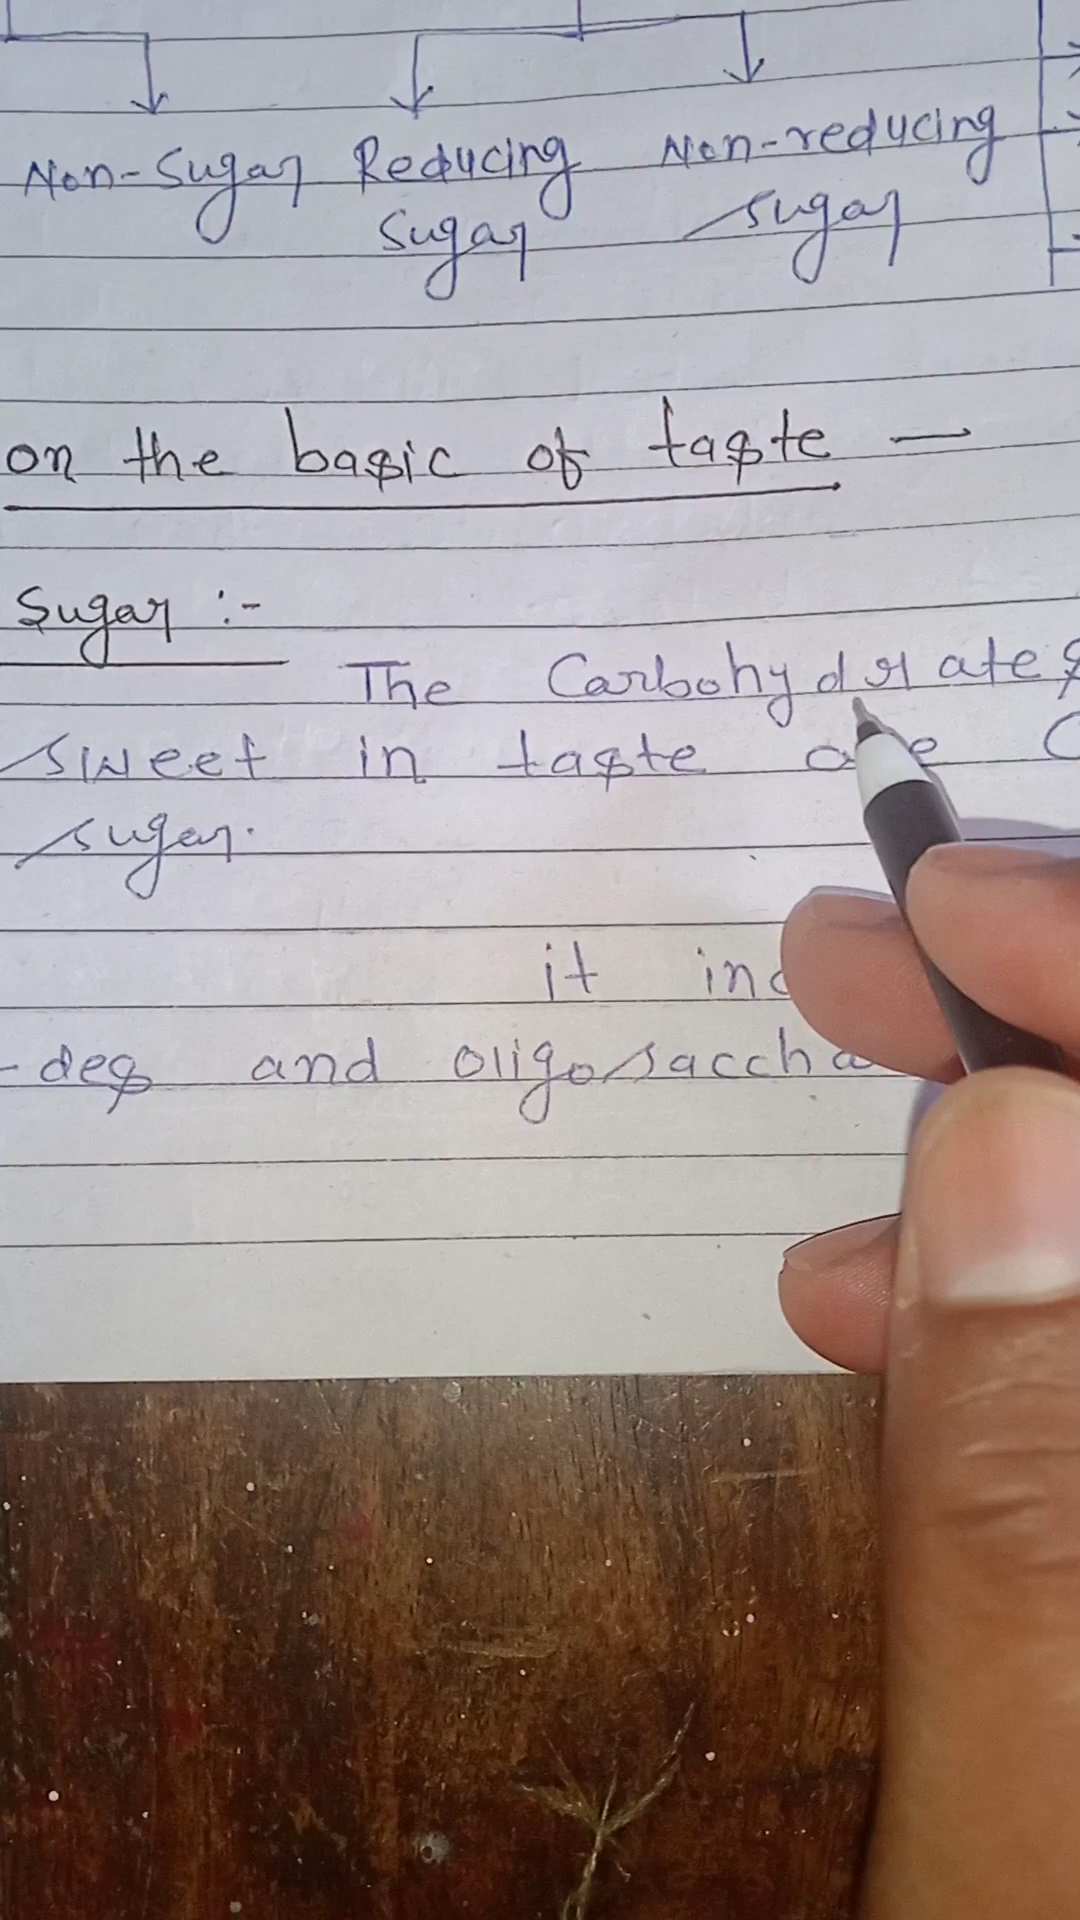 Non-Sugar Reducing Non-reducing
Sugar sugar
on the basic of taste —
Sugar :-
The Carbohydrates
sweet in taste are
sugar.
it
-des and oligosaccha